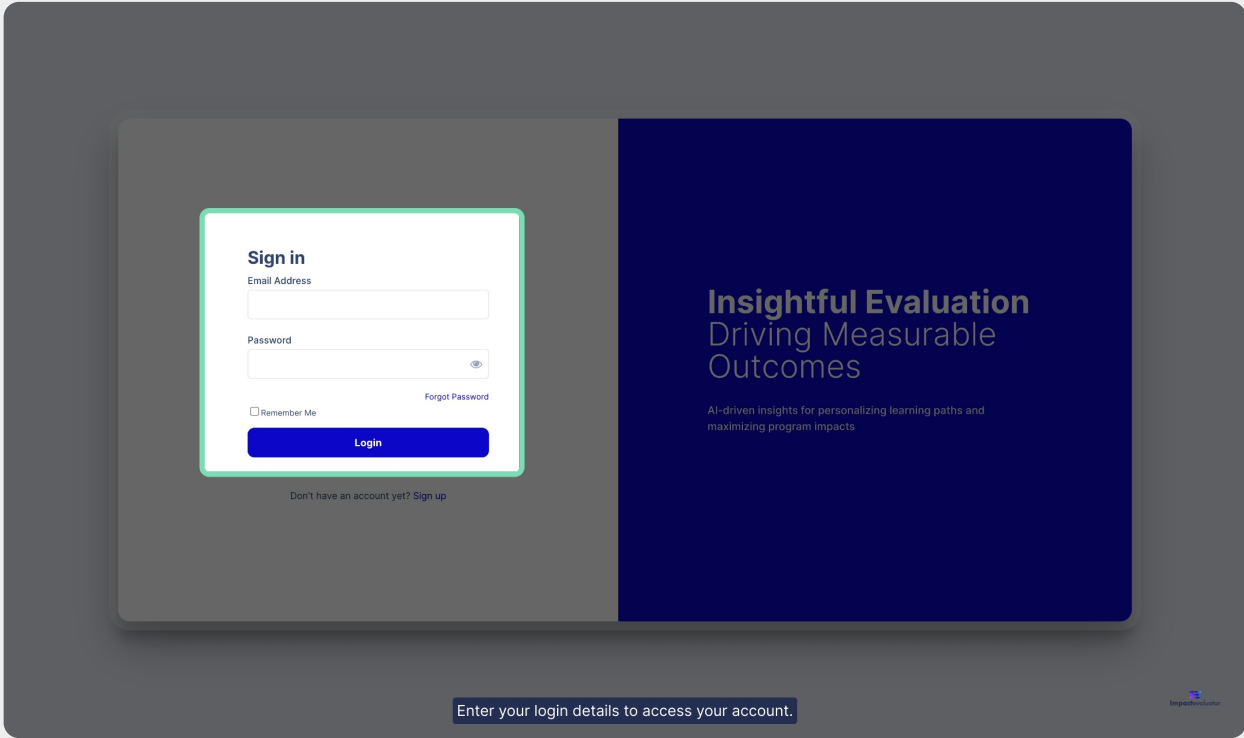 Sign in
Email Address
Password
Forgot Password
Remember Me
Login
Don't have an account yet? Sign up
Insightful Evaluation
Driving Measurable
Outcomes
AI-driven insights for personalizing learning paths and
maximizing program impacts
Enter your login details to access your account.
Impactevaluator